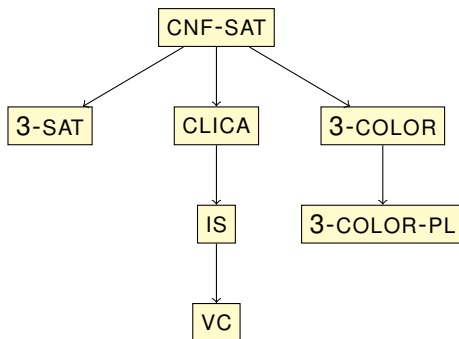 CNF-SAT
3-SAT
CLICA
3-COLOR
IS
3-COLOR-PL
VC